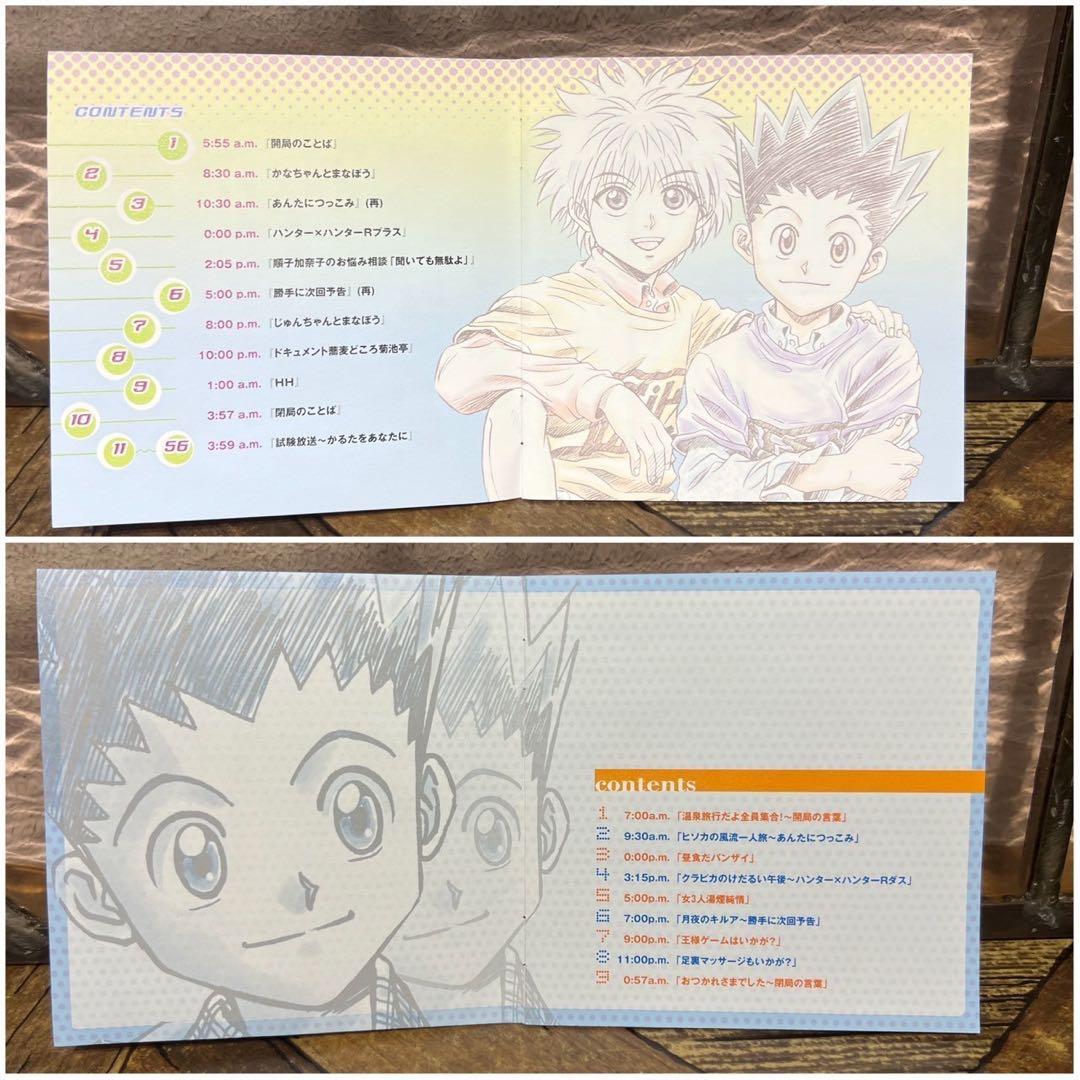 CONTENTS
1 5:55 a.m. 『開局のことば』
2 8:30 a.m. 『かなちゃんとまなぼう』
3 10:30 a.m. 『あんたにつっこみ』(再)
4 0:00 p.m. 『ハンター×ハンターRプラス』
5 2:05 p.m. 『順子加奈子のお悩み相談「聞いても無駄よ」』
6 5:00 p.m. 『勝手に次回予告』(再)
7 8:00 p.m. 『じゅんちゃんとまなぼう』
8 10:00 p.m. 『ドキュメント蕎麦どころ菊池亭』
9 1:00 a.m. 『HH』
10 3:57 a.m. 『閉局のことば』
11 〜 56 3:59 a.m. 『試験放送〜かるたをあなたに』
contents
1 7:00a.m. 「温泉旅行だよ全員集合!〜開局の言葉」
2 9:30a.m. 「ヒソカの風流一人旅〜あんたにつっこみ」
3 0:00p.m. 「昼食だバンザイ」
4 3:15p.m. 「クラピカのけだるい午後〜ハンター×ハンターRダス」
5 5:00p.m. 「女3人湯煙純情」
6 7:00p.m. 「月夜のキルア〜勝手に次回予告」
7 9:00p.m. 「王様ゲームはいかが?」
8 11:00p.m. 「足裏マッサージもいかが?」
9 0:57a.m. 「おつかれさまでした〜閉局の言葉」